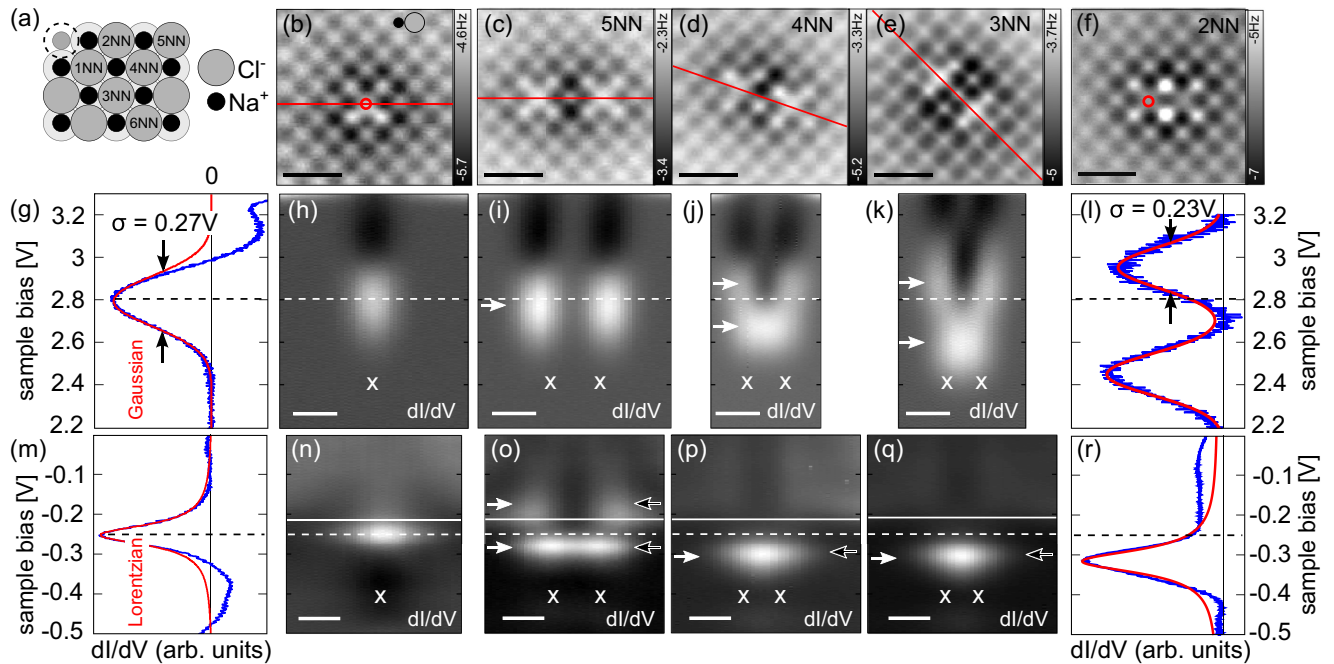 (a)
2NN
5NN
1NN
4NN
3NN
6NN
Cl⁻
Na⁺
(b)
-4.6Hz
-5.7
(c)
5NN
-2.3Hz
-3.4
(d)
4NN
-3.3Hz
-5.2
(e)
3NN
-3.7Hz
-5
(f)
2NN
-5Hz
-7
(g)
0
σ = 0.27V
Gaussian
sample bias [V]
3.2
3
2.8
2.6
2.4
2.2
(h)
x
dI/dV
(i)
x x
dI/dV
(j)
x x
dI/dV
(k)
x x
dI/dV
(l)
σ = 0.23V
3.2
3
2.8
2.6
2.4
2.2
sample bias [V]
(m)
Lorentzian
sample bias [V]
-0.1
-0.2
-0.3
-0.4
-0.5
dI/dV (arb. units)
(n)
x
dI/dV
(o)
x x
dI/dV
(p)
x x
dI/dV
(q)
x x
dI/dV
(r)
-0.1
-0.2
-0.3
-0.4
-0.5
sample bias [V]
dI/dV (arb. units)